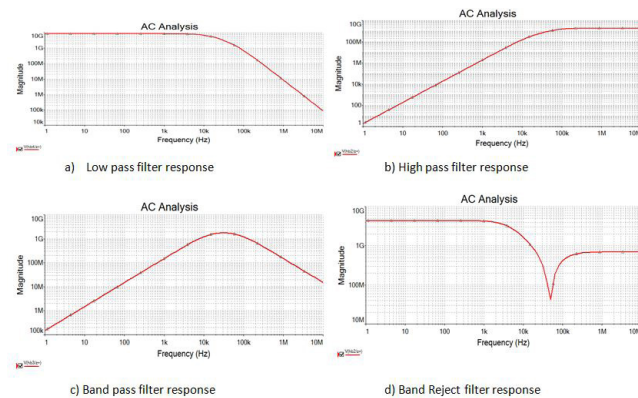 AC Analysis
10G
1G
100M
10M
1M
100k
10k
Magnitude
1 10 100 1k 10k 100k 1M 10M
Frequency (Hz)
a) Low pass filter response
AC Analysis
10G
100M
1M
10k
100
1
Magnitude
1 10 100 1k 10k 100k 1M 10M
Frequency (Hz)
b) High pass filter response
AC Analysis
10G
1G
100M
10M
1M
100k
Magnitude
1 10 100 1k 10k 100k 1M 10M
Frequency (Hz)
c) Band pass filter response
AC Analysis
10G
1G
100M
10M
Magnitude
1 10 100 1k 10k 100k 1M 10M
Frequency (Hz)
d) Band Reject filter response